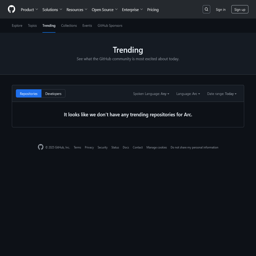 Product Solutions Resources Open Source Enterprise Pricing Sign in Sign up
Explore Topics Trending Collections Events GitHub Sponsors
Trending
See what the GitHub community is most excited about today.
Repositories Developers Spoken Language: Any Language: Arc Date range: Today
It looks like we don't have any trending repositories for Arc.
© 2025 GitHub, Inc. Terms Privacy Security Status Docs Contact Manage cookies Do not share my personal information